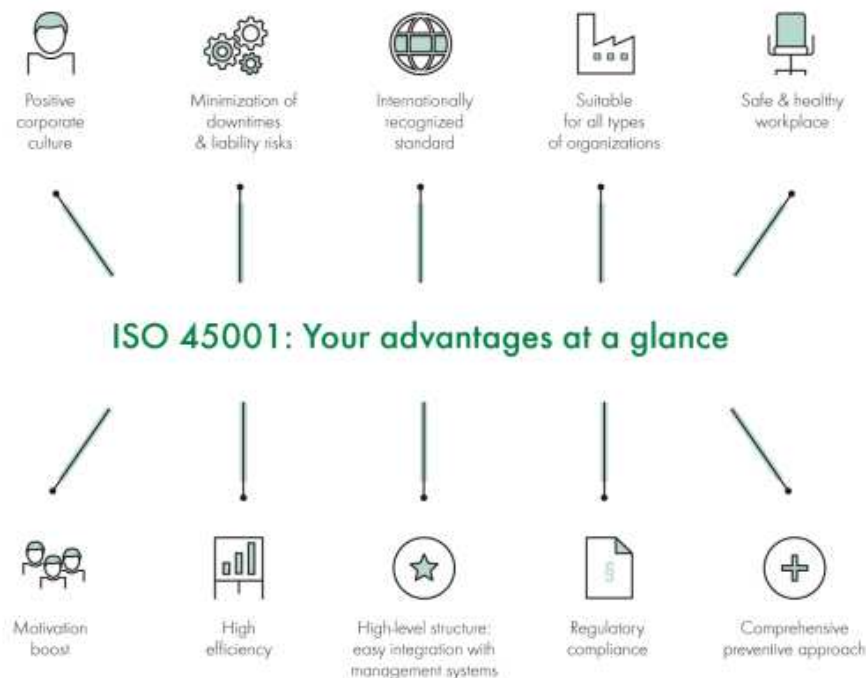 Positive
corporate
culture
Minimization of
downtimes
& liability risks
Internationally
recognized
standard
Suitable
for all types
of organizations
Safe & healthy
workplace
ISO 45001: Your advantages at a glance
Motivation
boost
High
efficiency
High-level structure:
easy integration with
management systems
§
Regulatory
compliance
Comprehensive
preventive approach